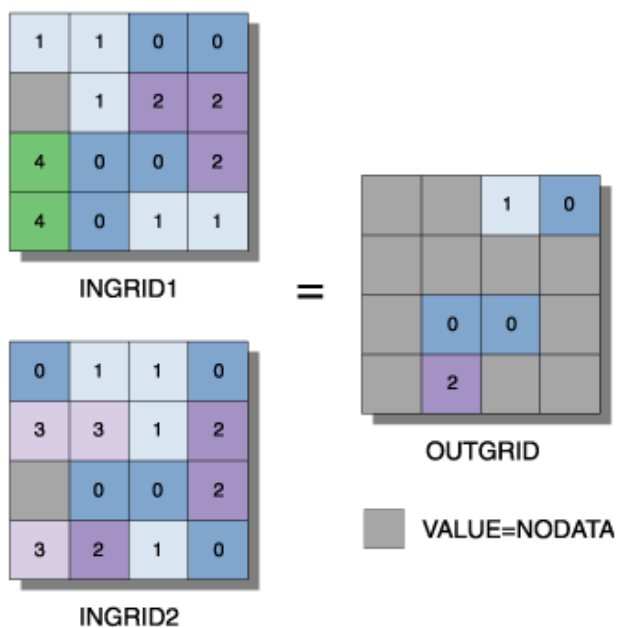 1 1 0 0
1 2 2
4 0 0 2
4 0 1 1
INGRID1
0 1 1 0
3 3 1 2
0 0 2
3 2 1 0
INGRID2
=
1 0
0 0
2
OUTGRID
VALUE=NODATA